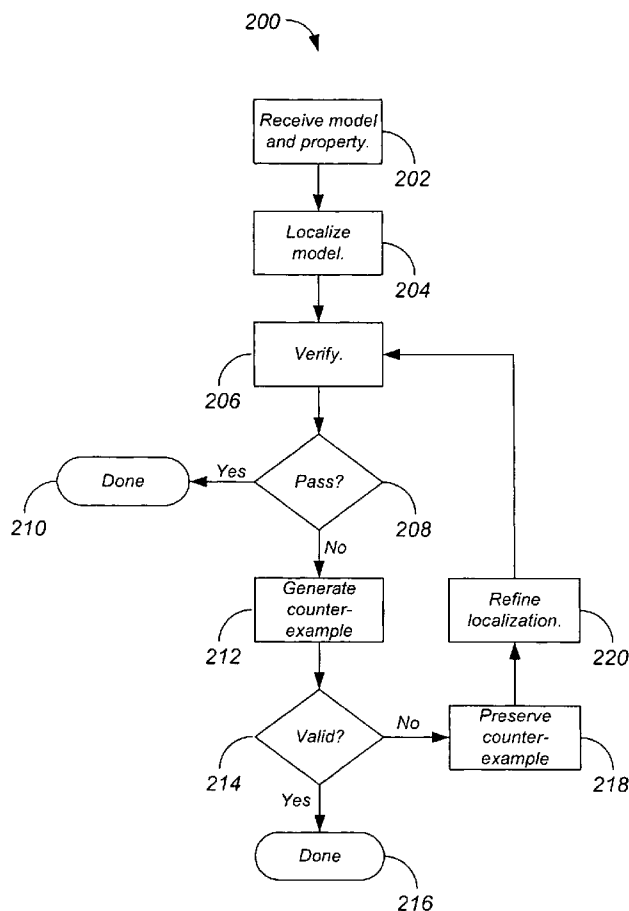 200
Receive model
and property.
202
Localize
model.
204
Verify.
206
Done
Yes
Pass?
210
208
No
Generate
counter-
example
212
Refine
localization.
220
Valid?
No
Preserve
counter-
example
214
218
Yes
Done
216